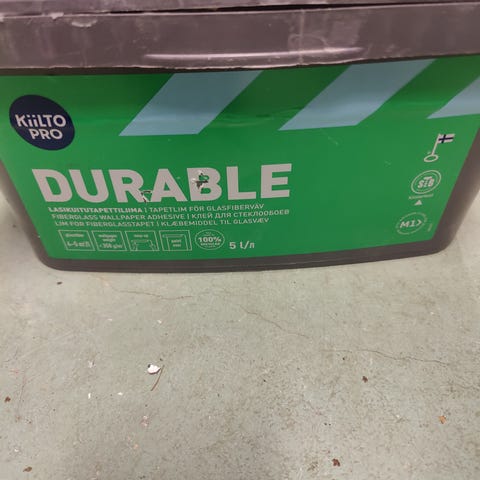 KiiLTO
PRO
DURABLE
LASIKUITUTAPETTILIIMA | TAPETLIM FÖR GLASFIBERVÄV
FIBERGLASS WALLPAPER ADHESIVE | КЛЕЙ ДЛЯ СТЕКЛООБОЕВ
LIM FOR FIBERGLASSTAPET | KLÆBEMIDDEL TIL GLASVÆV
100%
5 l/л
M1